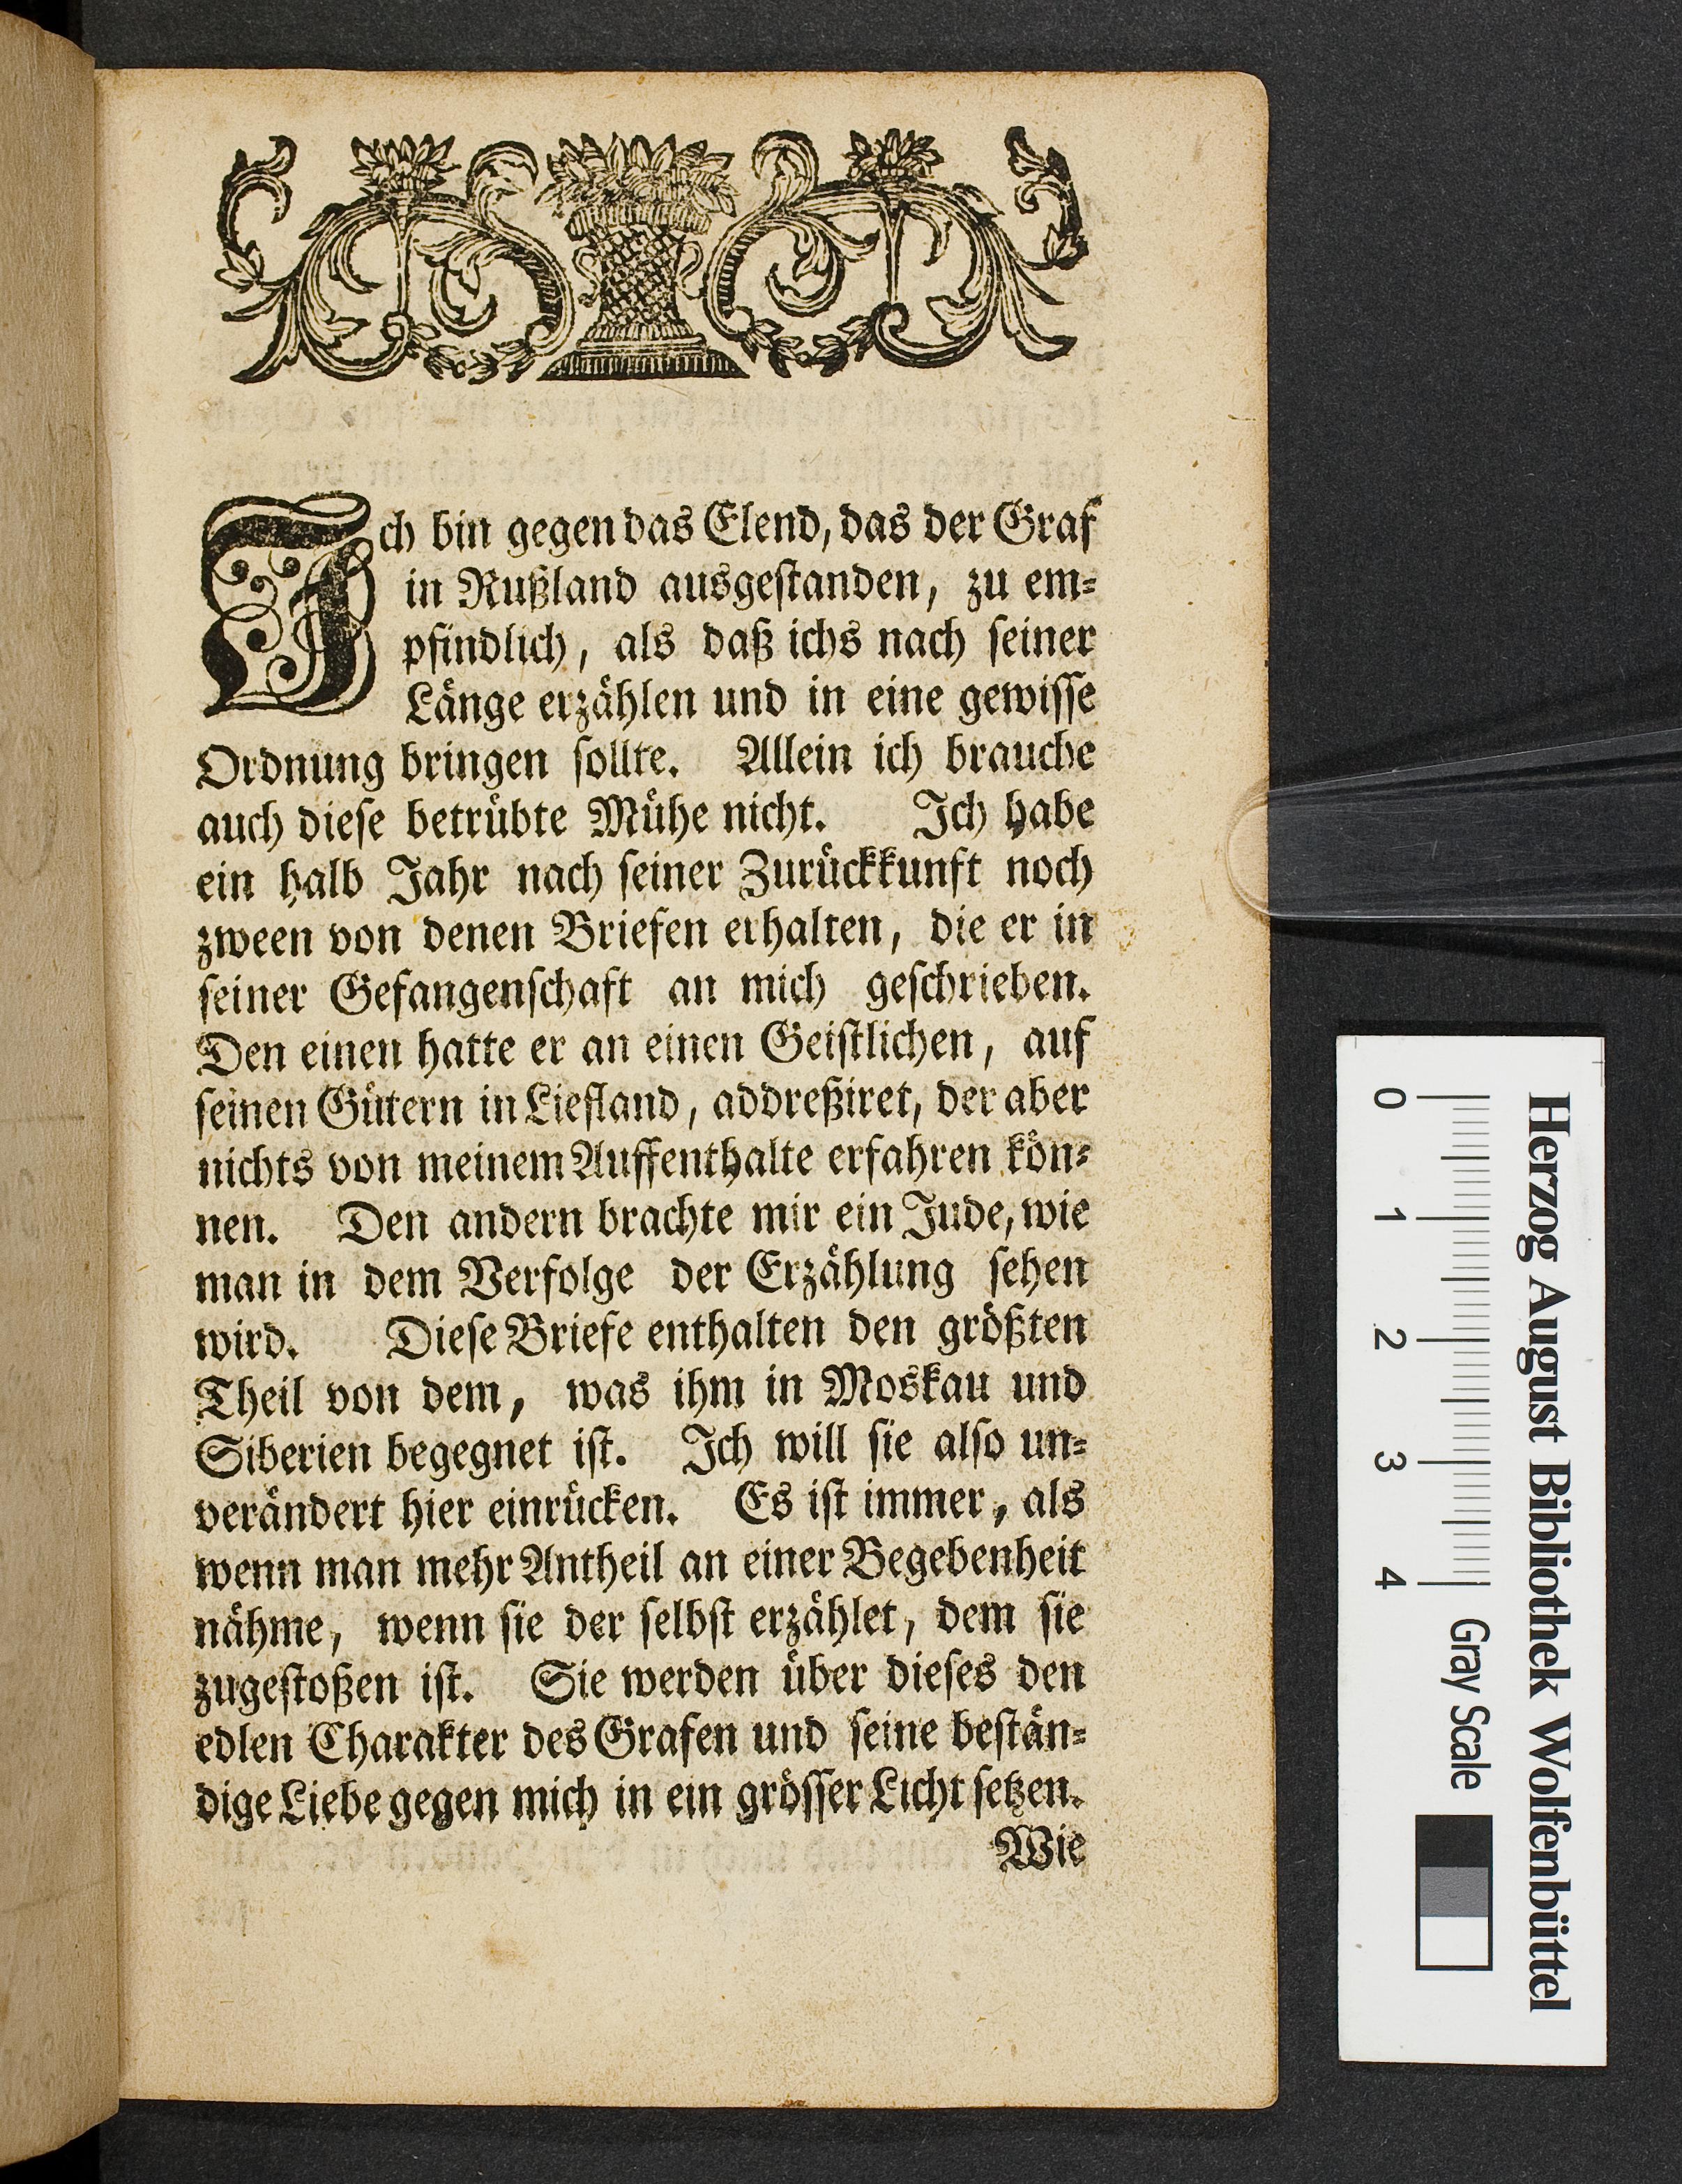 Ich bin gegen das Elend, das der Graf
in Rußland ausgestanden, zu em⸗
pfindlich, als daß ichs nach seiner
Länge erzählen und in eine gewisse
Ordnung bringen sollte. Allein ich brauche
auch diese betrübte Mühe nicht. Ich habe
ein halb Jahr nach seiner Zurückkunft noch
zween von denen Briefen erhalten, die er in
seiner Gefangenschaft an mich geschrieben.
Den einen hatte er an einen Geistlichen, auf
seinen Gütern in Liefland, addreßiret, der aber
nichts von meinem Auffenthalte erfahren kön⸗
nen. Den andern brachte mir ein Jude, wie
man in dem Verfolge der Erzählung sehen
wird. Diese Briefe enthalten den größten
Theil von dem, was ihm in Moskau und
Siberien begegnet ist. Ich will sie also un⸗
verändert hier einrücken. Es ist immer, als
wenn man mehr Antheil an einer Begebenheit
nähme, wenn sie der selbst erzählet, dem sie
zugestoßen ist. Sie werden über dieses den
edlen Charakter des Grafen und seine bestän⸗
dige Liebe gegen mich in ein grösser Licht setzen.
Wie
Herzog August Bibliothek Wolfenbüttel
0 1 2 3 4 Gray Scale